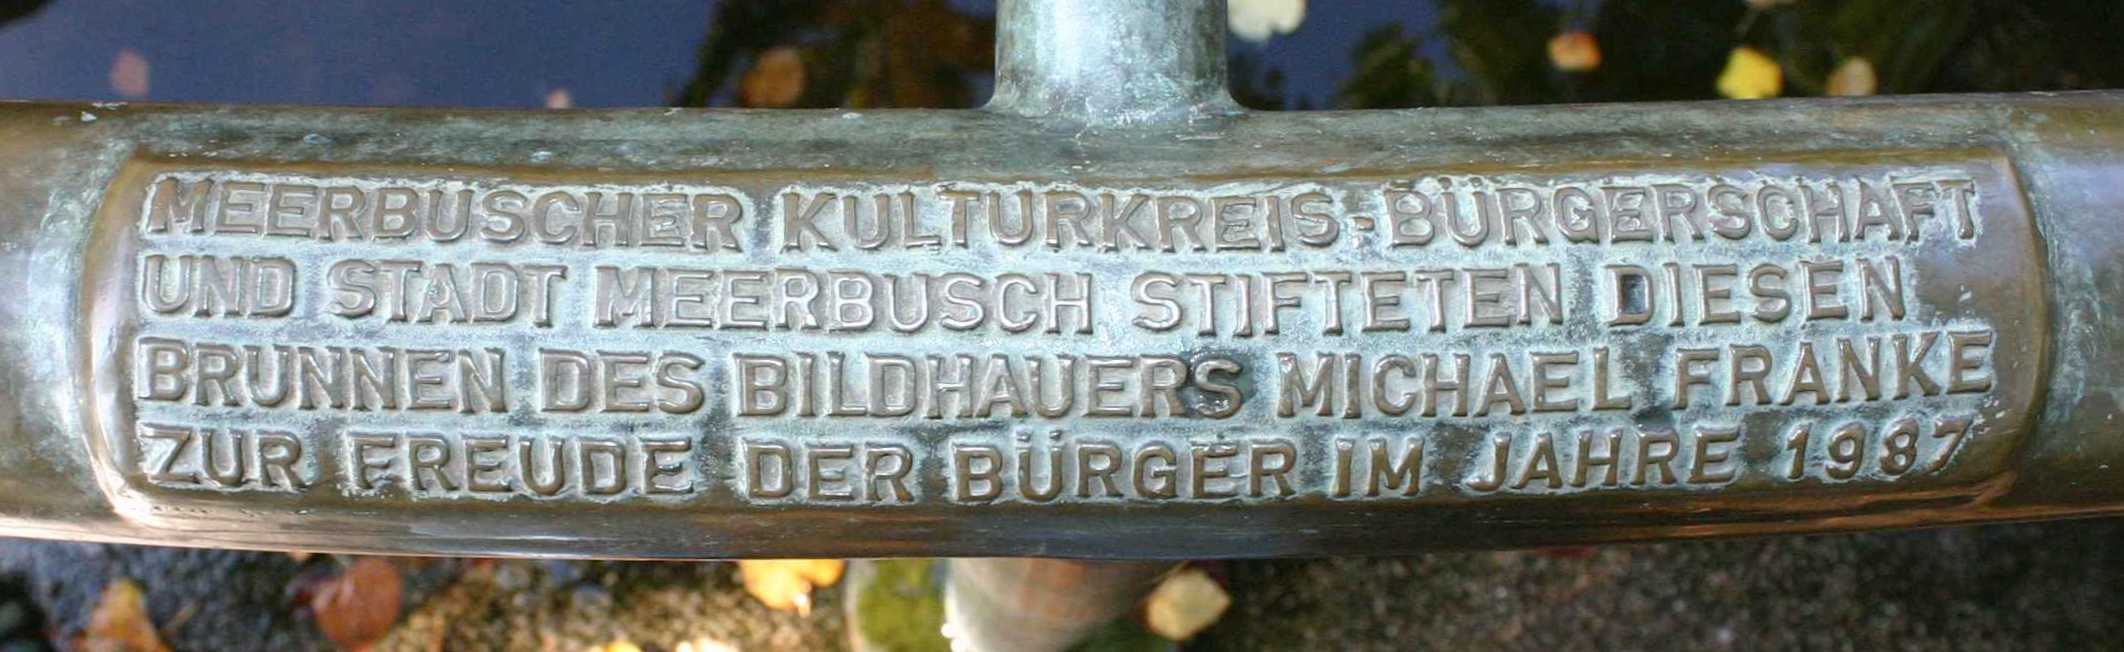 MEERBUSCHER KULTURKREIS-BÜRGERSCHAFT
UND STADT MEERBUSCH STIFTETEN DIESEN
BRUNNEN DES BILDHAUERS MICHAEL FRANKE
ZUR FREUDE DER BÜRGER IM JAHRE 1987